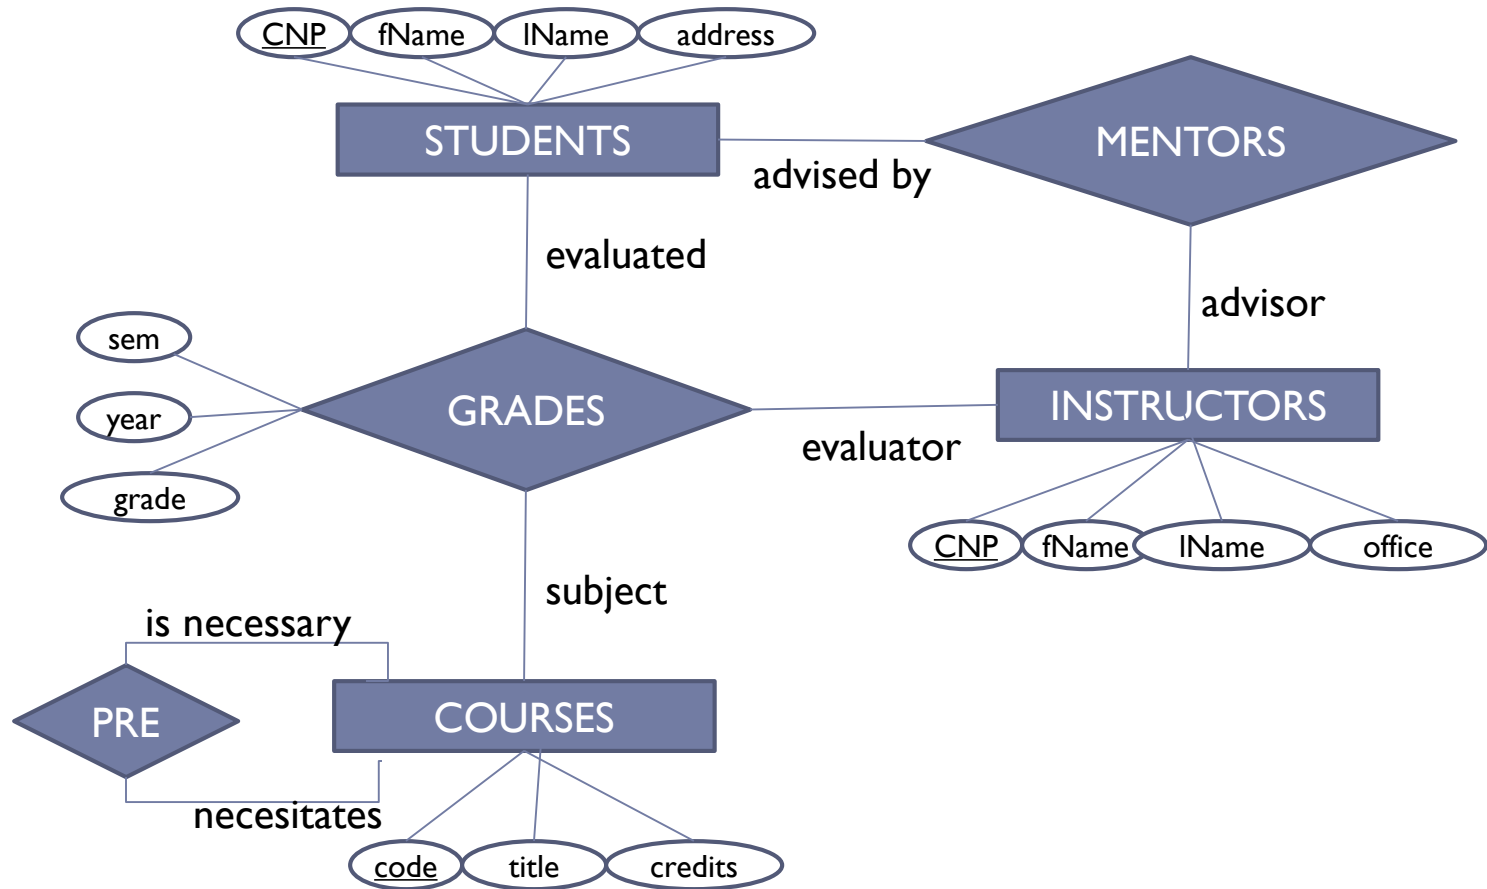 CNP fName lName address
STUDENTS
MENTORS
advised by
evaluated
advisor
sem
year
GRADES
INSTRUCTORS
evaluator
grade
CNP fName lName office
subject
is necessary
PRE
COURSES
necesitates
code title credits